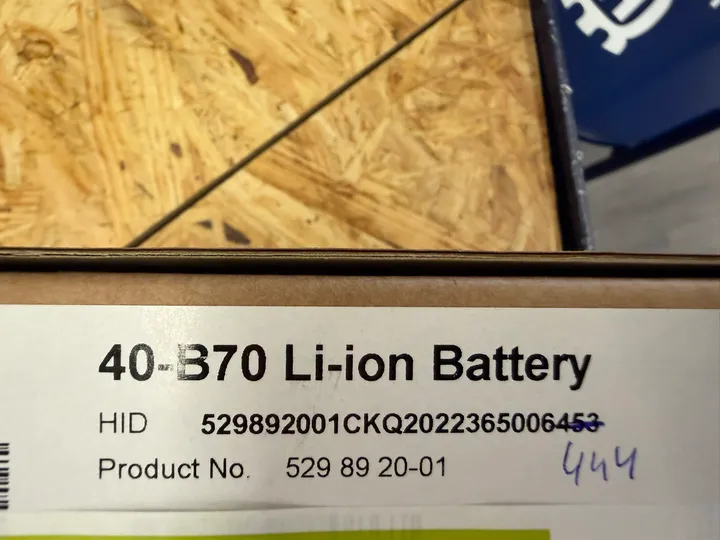 40-B70 Li-ion Battery
HID 529892001CKQ2022365006453
Product No. 529 89 20-01 444